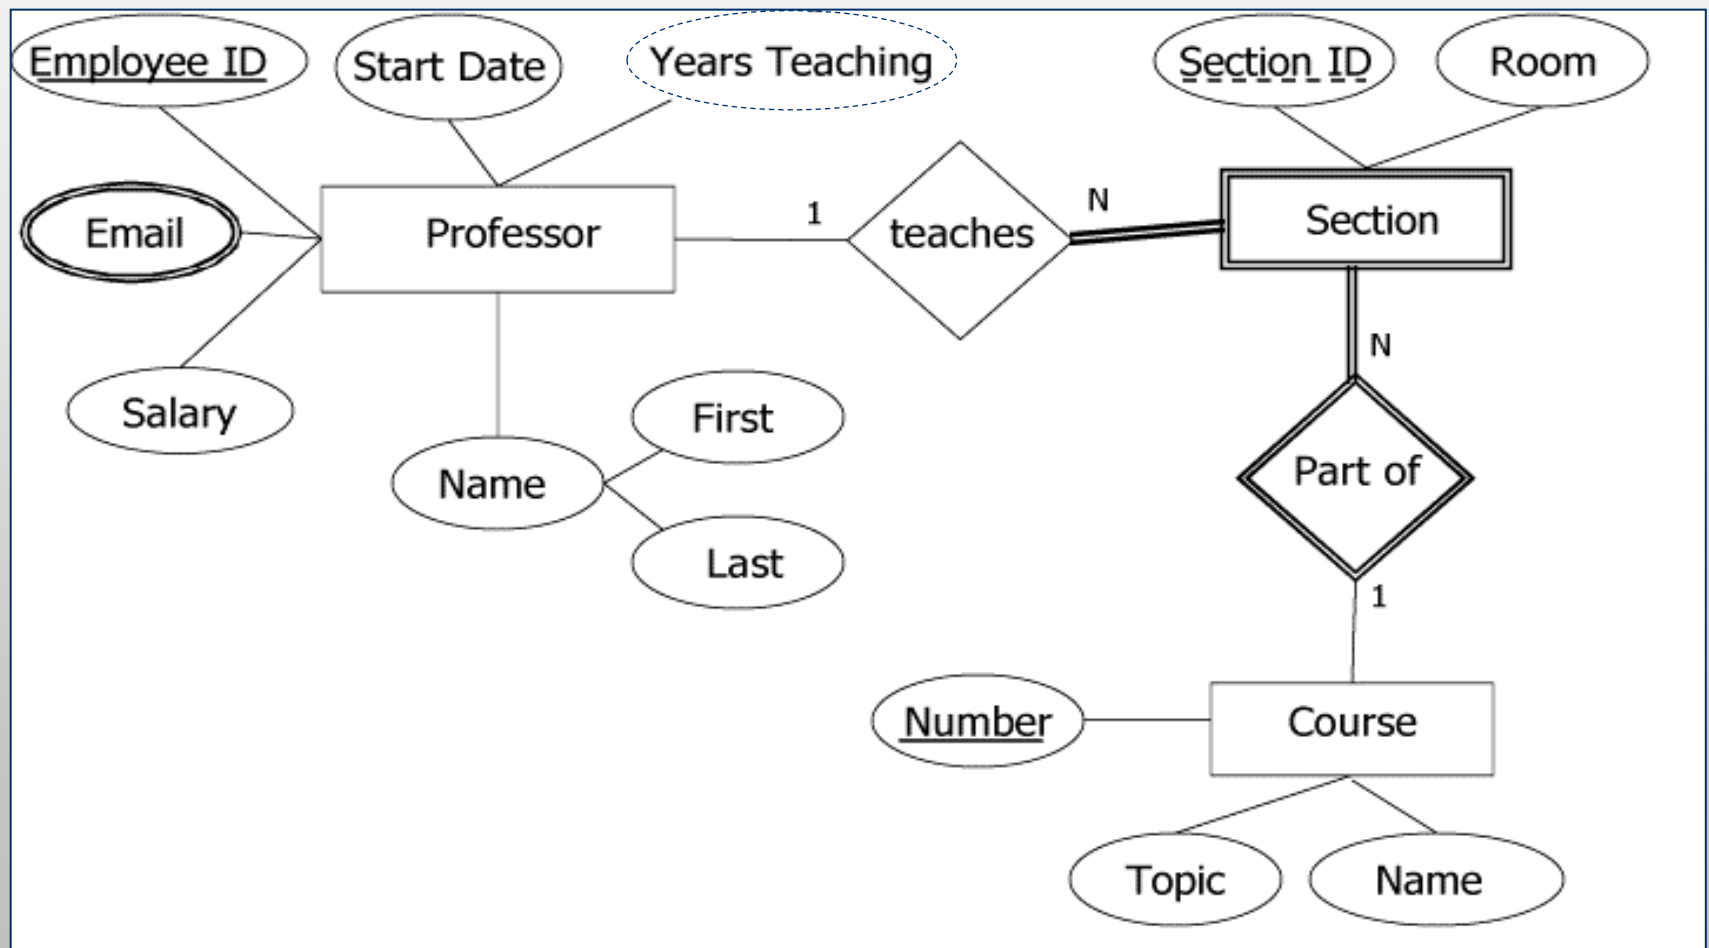 Employee ID
Start Date
Years Teaching
Section ID
Room
Email
Professor
1
teaches
N
Section
N
Salary
First
Name
Last
Part of
1
Number
Course
Topic
Name